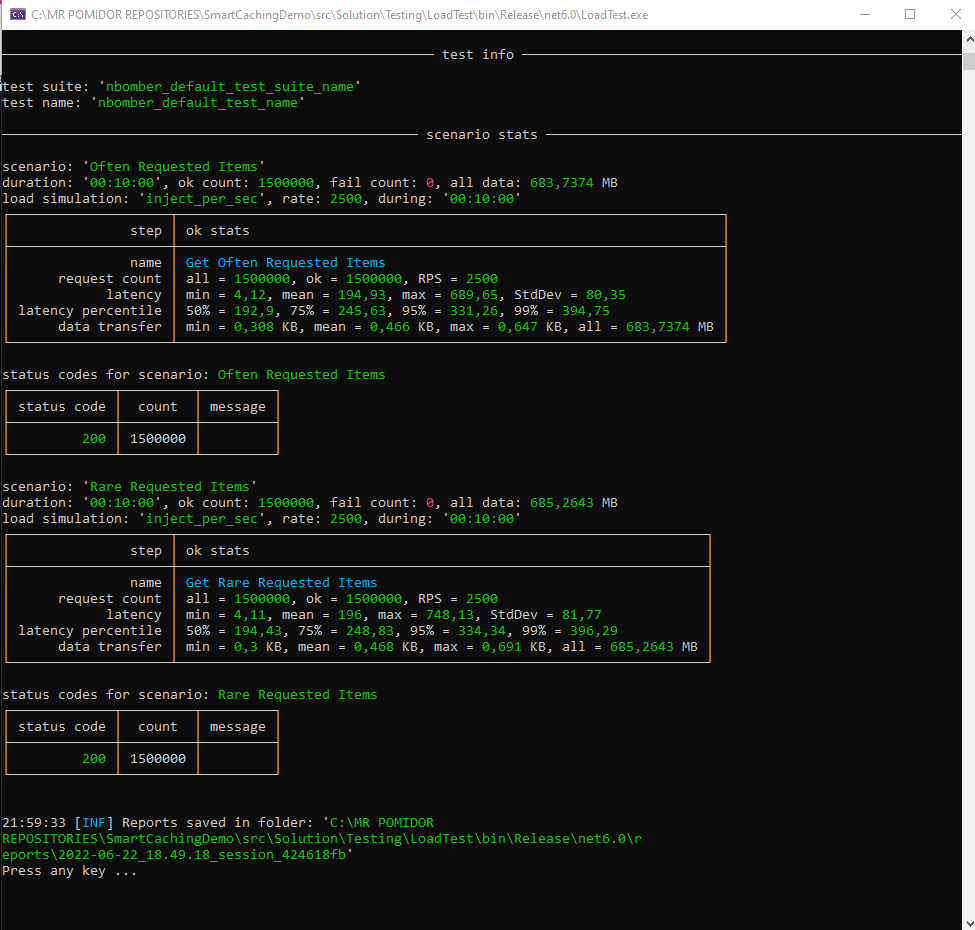 C:\MR POMIDOR REPOSITORIES\SmartCachingDemo\src\Solution\Testing\LoadTest\bin\Release\net6.0\LoadTest.exe
test info
test suite: 'nbomber_default_test_suite_name'
test name: 'nbomber_default_test_name'
scenario stats
scenario: 'Often Requested Items'
duration: '00:10:00', ok count: 1500000, fail count: 0, all data: 683,7374 MB
load simulation: 'inject_per_sec', rate: 2500, during: '00:10:00'
step ok stats
name Get Often Requested Items
request count all = 1500000, ok = 1500000, RPS = 2500
latency min = 4,12, mean = 194,93, max = 689,65, StdDev = 80,35
latency percentile 50% = 192,9, 75% = 245,63, 95% = 331,26, 99% = 394,75
data transfer min = 0,308 KB, mean = 0,466 KB, max = 0,647 KB, all = 683,7374 MB
status codes for scenario: Often Requested Items
status code count message
200 1500000
scenario: 'Rare Requested Items'
duration: '00:10:00', ok count: 1500000, fail count: 0, all data: 685,2643 MB
load simulation: 'inject_per_sec', rate: 2500, during: '00:10:00'
step ok stats
name Get Rare Requested Items
request count all = 1500000, ok = 1500000, RPS = 2500
latency min = 4,11, mean = 196, max = 748,13, StdDev = 81,77
latency percentile 50% = 194,43, 75% = 248,83, 95% = 334,34, 99% = 396,29
data transfer min = 0,3 KB, mean = 0,468 KB, max = 0,691 KB, all = 685,2643 MB
status codes for scenario: Rare Requested Items
status code count message
200 1500000
21:59:33 [INF] Reports saved in folder: 'C:\MR POMIDOR
REPOSITORIES\SmartCachingDemo\src\Solution\Testing\LoadTest\bin\Release\net6.0\r
eports\2022-06-22_18.49.18_session_424618fb'
Press any key ...